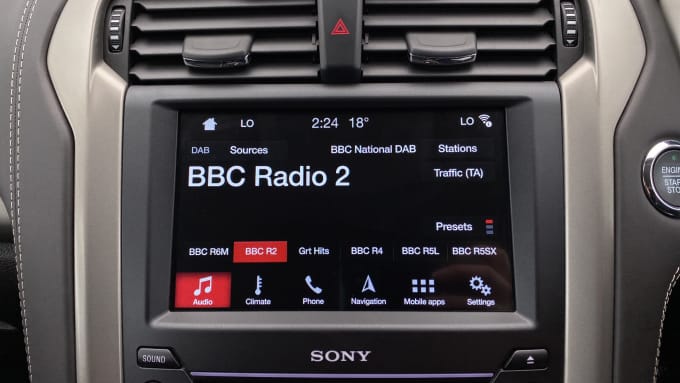 LO 2:24 18° LO
DAB Sources BBC National DAB Stations
BBC Radio 2 Traffic (TA)
Presets
BBC R6M BBC R2 Grt Hits BBC R4 BBC R5L BBC R5SX
Audio Climate Phone Navigation Mobile apps Settings
SOUND SONY
ENGINE
START
STOP